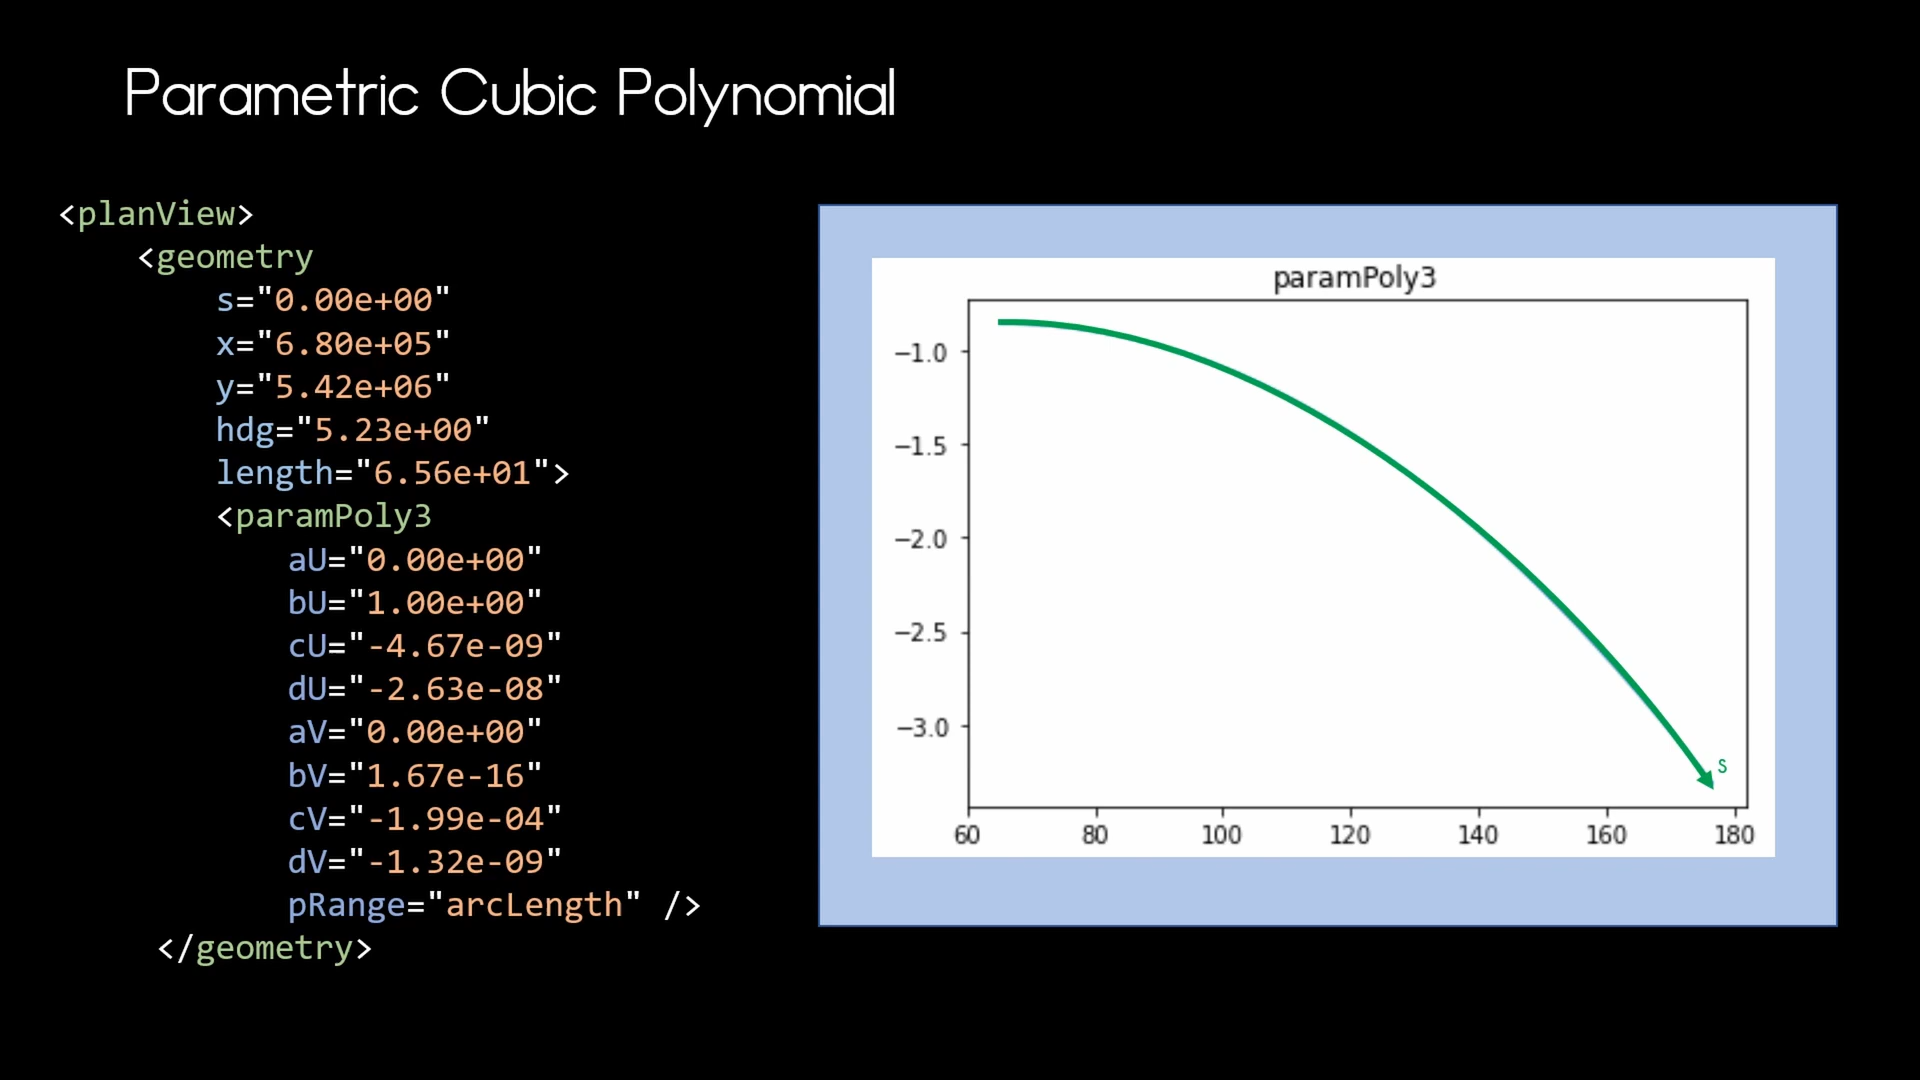 Parametric Cubic Polynomial
<planView>
<geometry
s="0.00e+00"
x="6.80e+05"
y="5.42e+06"
hdg="5.23e+00"
length="6.56e+01">
<paramPoly3
aU="0.00e+00"
bU="1.00e+00"
cU="-4.67e-09"
dU="-2.63e-08"
aV="0.00e+00"
bV="1.67e-16"
cV="-1.99e-04"
dV="-1.32e-09"
pRange="arcLength" />
</geometry>
paramPoly3
−1.0
−1.5
−2.0
−2.5
−3.0
s
60 80 100 120 140 160 180